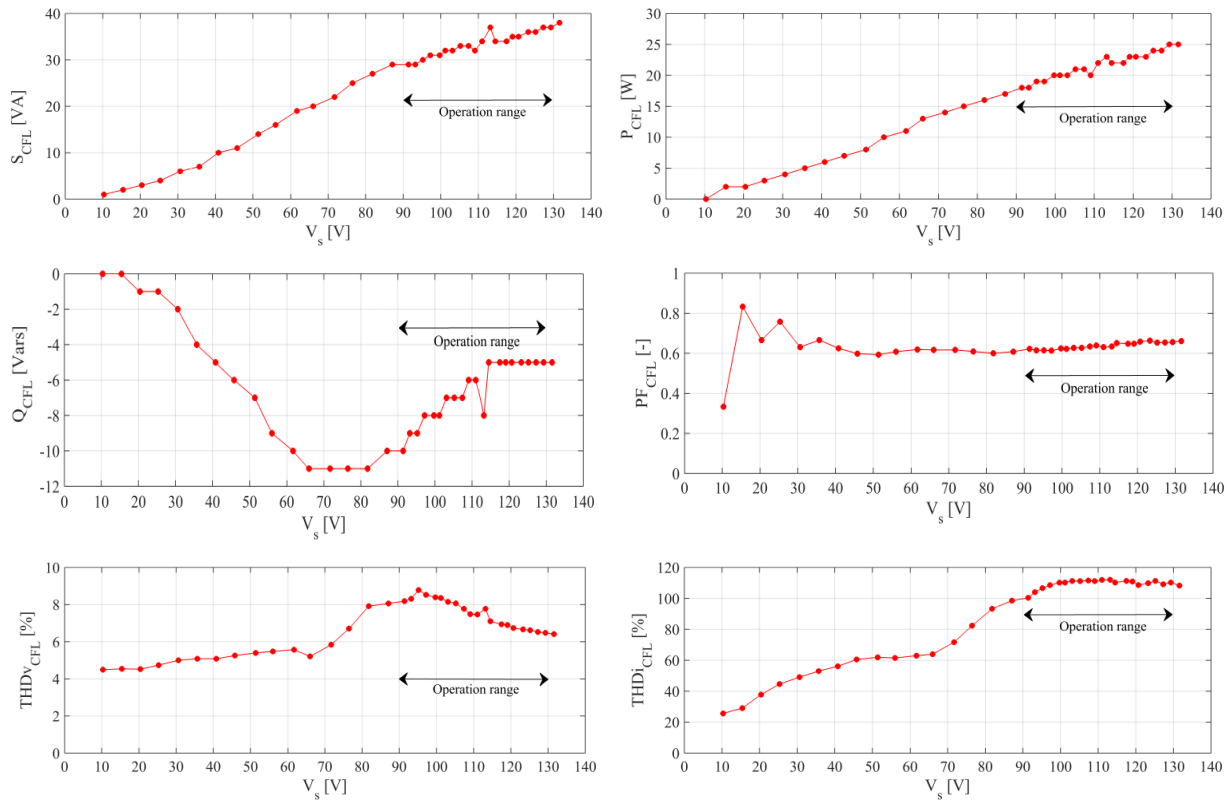 40
30
20
10
0
S_CFL [VA]
Operation range
0 10 20 30 40 50 60 70 80 90 100 110 120 130 140
V_s [V]
30
25
20
15
10
5
0
P_CFL [W]
Operation range
0 10 20 30 40 50 60 70 80 90 100 110 120 130 140
V_s [V]
0
-2
-4
-6
-8
-10
-12
Q_CFL [Vars]
Operation range
0 10 20 30 40 50 60 70 80 90 100 110 120 130 140
V_s [V]
1
0.8
0.6
0.4
0.2
0
PF_CFL [-]
Operation range
0 10 20 30 40 50 60 70 80 90 100 110 120 130 140
V_s [V]
10
8
6
4
2
0
THDv_CFL [%]
Operation range
0 10 20 30 40 50 60 70 80 90 100 110 120 130 140
V_s [V]
120
100
80
60
40
20
0
THDi_CFL [%]
Operation range
0 10 20 30 40 50 60 70 80 90 100 110 120 130 140
V_s [V]